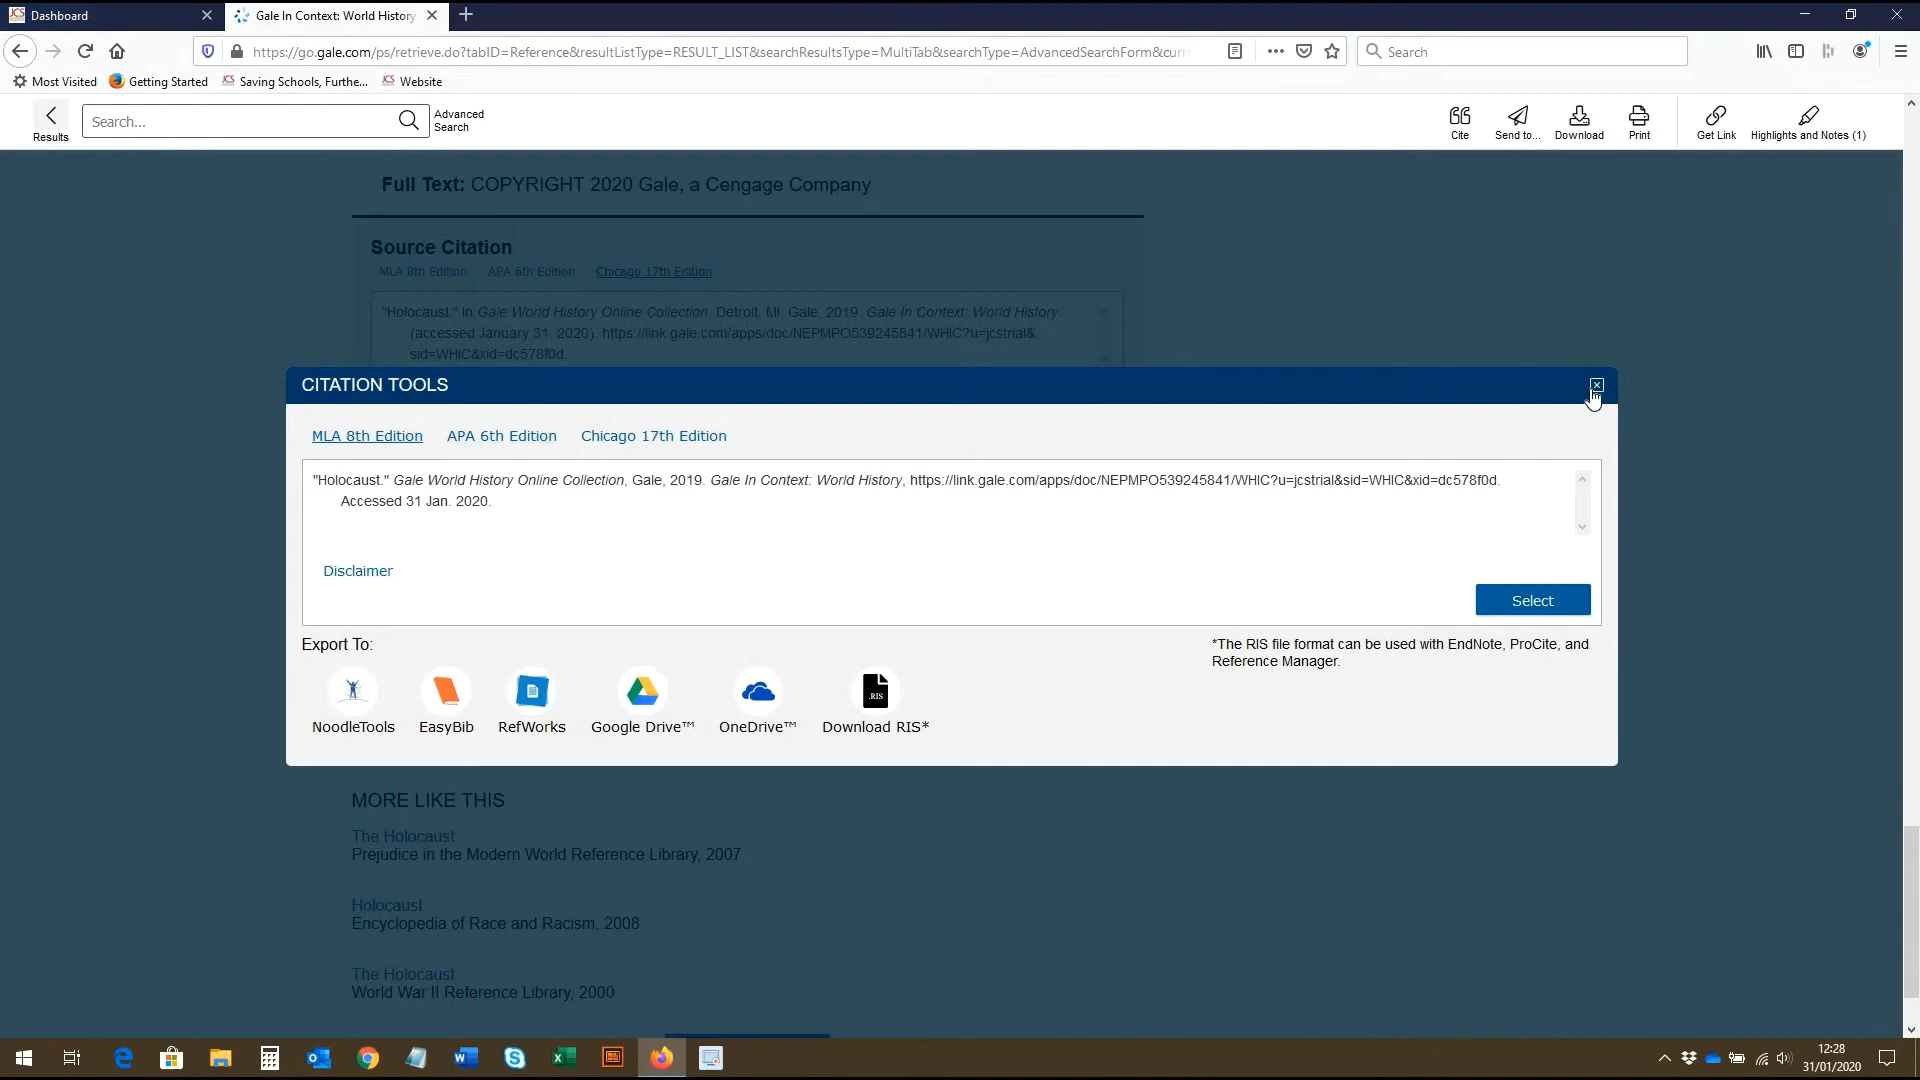 Dashboard
Gale In Context: World History
https://go.gale.com/ps/retrieve.do?tabID=Reference&resultListType=RESULT_LIST&searchResultsType=MultiTab&searchType=AdvancedSearchForm&curr
Search
Most Visited
Getting Started
JCS Saving Schools, Furthe...
JCS Website
Results
Search...
Advanced
Search
Cite
Send to...
Download
Print
Get Link
Highlights and Notes (1)
Full Text: COPYRIGHT 2020 Gale, a Cengage Company
Source Citation
MLA 8th Edition APA 6th Edition Chicago 17th Edition
"Holocaust." In Gale World History Online Collection. Detroit, MI: Gale, 2019. Gale In Context: World History
(accessed January 31, 2020). https://link.gale.com/apps/doc/NEPMPO539245841/WHIC?u=jcstrial&
sid=WHIC&xid=dc578f0d.
CITATION TOOLS
MLA 8th Edition APA 6th Edition Chicago 17th Edition
"Holocaust." Gale World History Online Collection, Gale, 2019. Gale In Context: World History, https://link.gale.com/apps/doc/NEPMPO539245841/WHIC?u=jcstrial&sid=WHIC&xid=dc578f0d.
Accessed 31 Jan. 2020.
Disclaimer
Select
Export To:
*The RIS file format can be used with EndNote, ProCite, and
Reference Manager.
.RIS
NoodleTools EasyBib RefWorks Google Drive™ OneDrive™ Download RIS*
MORE LIKE THIS
The Holocaust
Prejudice in the Modern World Reference Library, 2007
Holocaust
Encyclopedia of Race and Racism, 2008
The Holocaust
World War II Reference Library, 2000.
12:28
31/01/2020